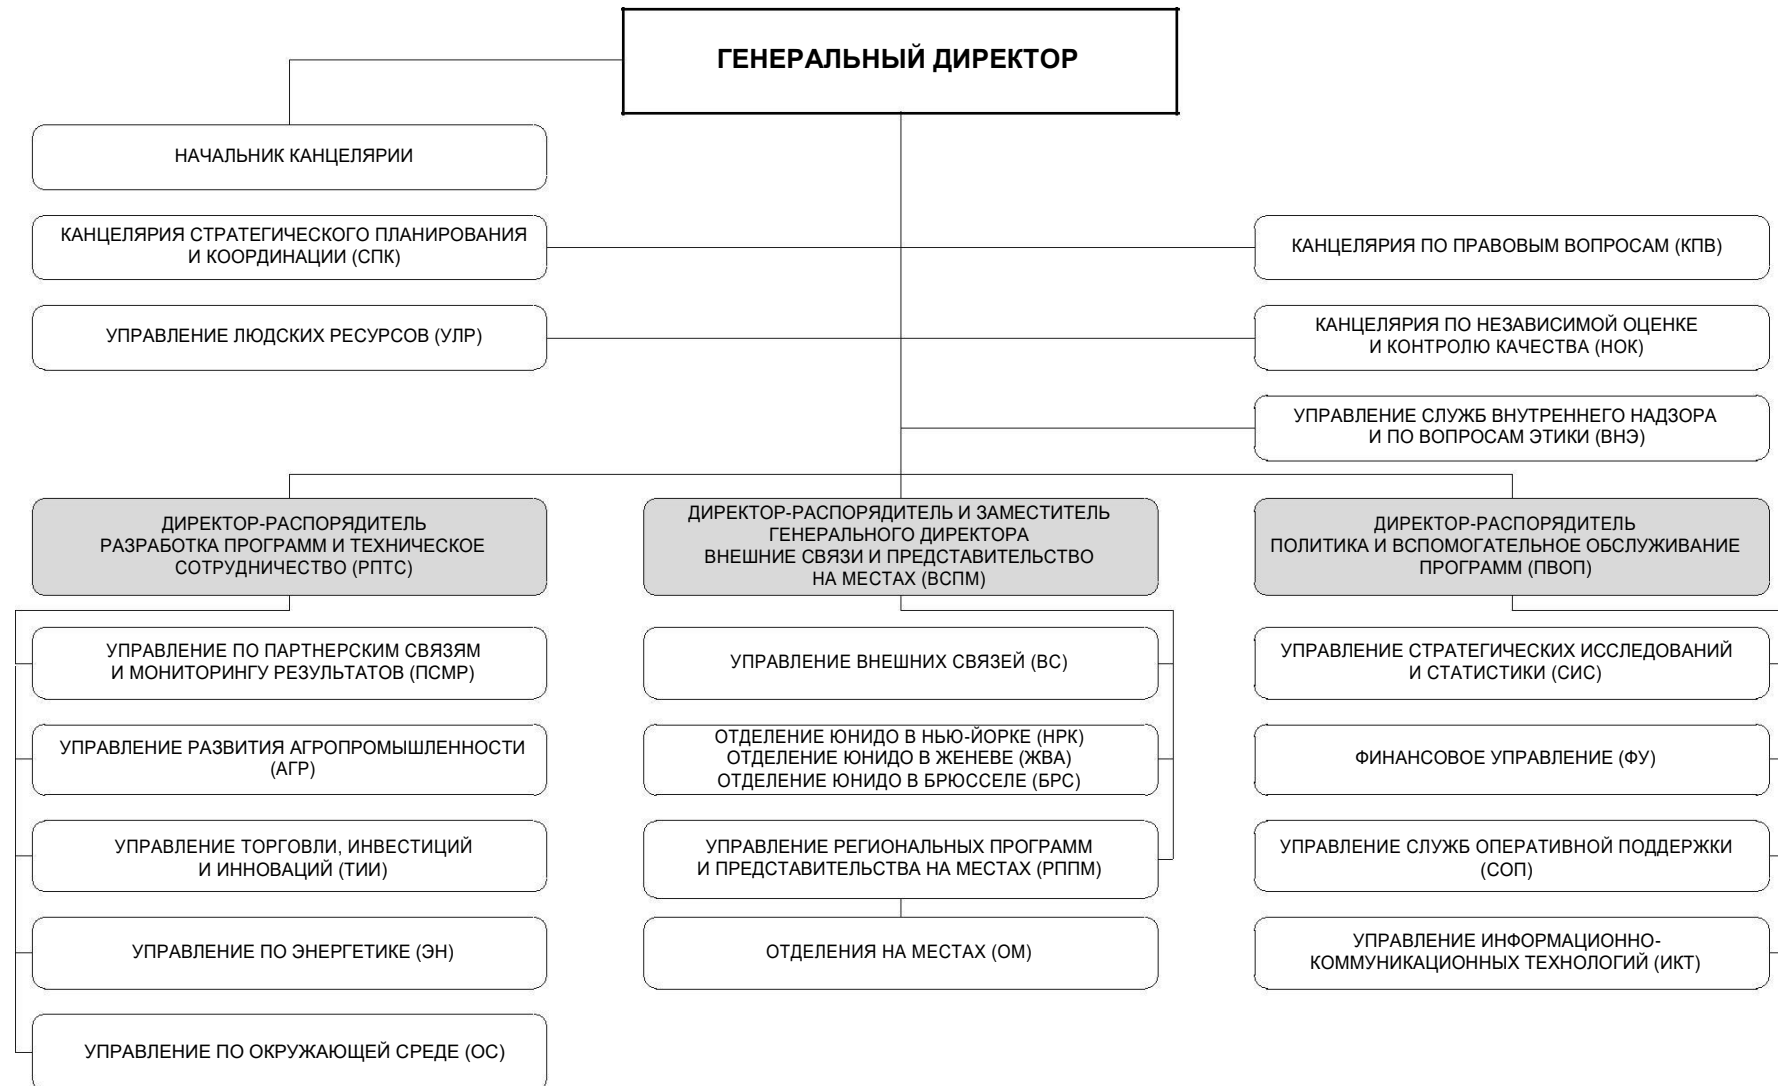 ГЕНЕРАЛЬНЫЙ ДИРЕКТОР
НАЧАЛЬНИК КАНЦЕЛЯРИИ
КАНЦЕЛЯРИЯ СТРАТЕГИЧЕСКОГО ПЛАНИРОВАНИЯ
И КООРДИНАЦИИ (СПК)
КАНЦЕЛЯРИЯ ПО ПРАВОВЫМ ВОПРОСАМ (КПВ)
УПРАВЛЕНИЕ ЛЮДСКИХ РЕСУРСОВ (УЛР)
КАНЦЕЛЯРИЯ ПО НЕЗАВИСИМОЙ ОЦЕНКЕ
И КОНТРОЛЮ КАЧЕСТВА (НОК)
УПРАВЛЕНИЕ СЛУЖБ ВНУТРЕННЕГО НАДЗОРА
И ПО ВОПРОСАМ ЭТИКИ (ВНЭ)
ДИРЕКТОР-РАСПОРЯДИТЕЛЬ
РАЗРАБОТКА ПРОГРАММ И ТЕХНИЧЕСКОЕ
СОТРУДНИЧЕСТВО (РПТС)
ДИРЕКТОР-РАСПОРЯДИТЕЛЬ И ЗАМЕСТИТЕЛЬ
ГЕНЕРАЛЬНОГО ДИРЕКТОРА
ВНЕШНИЕ СВЯЗИ И ПРЕДСТАВИТЕЛЬСТВО
НА МЕСТАХ (ВСПМ)
ДИРЕКТОР-РАСПОРЯДИТЕЛЬ
ПОЛИТИКА И ВСПОМОГАТЕЛЬНОЕ ОБСЛУЖИВАНИЕ
ПРОГРАММ (ПВОП)
УПРАВЛЕНИЕ ПО ПАРТНЕРСКИМ СВЯЗЯМ
И МОНИТОРИНГУ РЕЗУЛЬТАТОВ (ПСМР)
УПРАВЛЕНИЕ РАЗВИТИЯ АГРОПРОМЫШЛЕННОСТИ
(АГР)
УПРАВЛЕНИЕ ТОРГОВЛИ, ИНВЕСТИЦИЙ
И ИННОВАЦИЙ (ТИИ)
УПРАВЛЕНИЕ ПО ЭНЕРГЕТИКЕ (ЭН)
УПРАВЛЕНИЕ ПО ОКРУЖАЮЩЕЙ СРЕДЕ (ОС)
УПРАВЛЕНИЕ ВНЕШНИХ СВЯЗЕЙ (ВС)
ОТДЕЛЕНИЕ ЮНИДО В НЬЮ-ЙОРКЕ (НРК)
ОТДЕЛЕНИЕ ЮНИДО В ЖЕНЕВЕ (ЖВА)
ОТДЕЛЕНИЕ ЮНИДО В БРЮССЕЛЕ (БРС)
УПРАВЛЕНИЕ РЕГИОНАЛЬНЫХ ПРОГРАММ
И ПРЕДСТАВИТЕЛЬСТВА НА МЕСТАХ (РППМ)
ОТДЕЛЕНИЯ НА МЕСТАХ (ОМ)
УПРАВЛЕНИЕ СТРАТЕГИЧЕСКИХ ИССЛЕДОВАНИЙ
И СТАТИСТИКИ (СИС)
ФИНАНСОВОЕ УПРАВЛЕНИЕ (ФУ)
УПРАВЛЕНИЕ СЛУЖБ ОПЕРАТИВНОЙ ПОДДЕРЖКИ
(СОП)
УПРАВЛЕНИЕ ИНФОРМАЦИОННО-
КОММУНИКАЦИОННЫХ ТЕХНОЛОГИЙ (ИКТ)